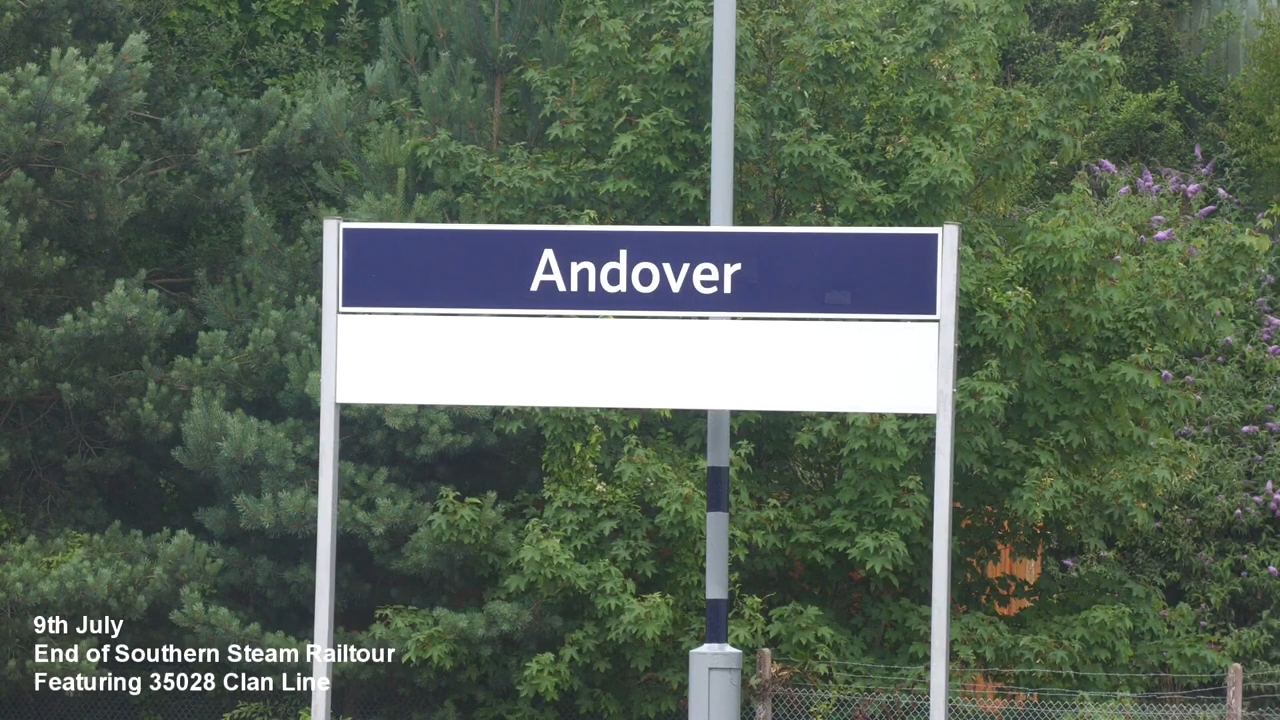 Andover
9th July
End of Southern Steam Railtour
Featuring 35028 Clan Line